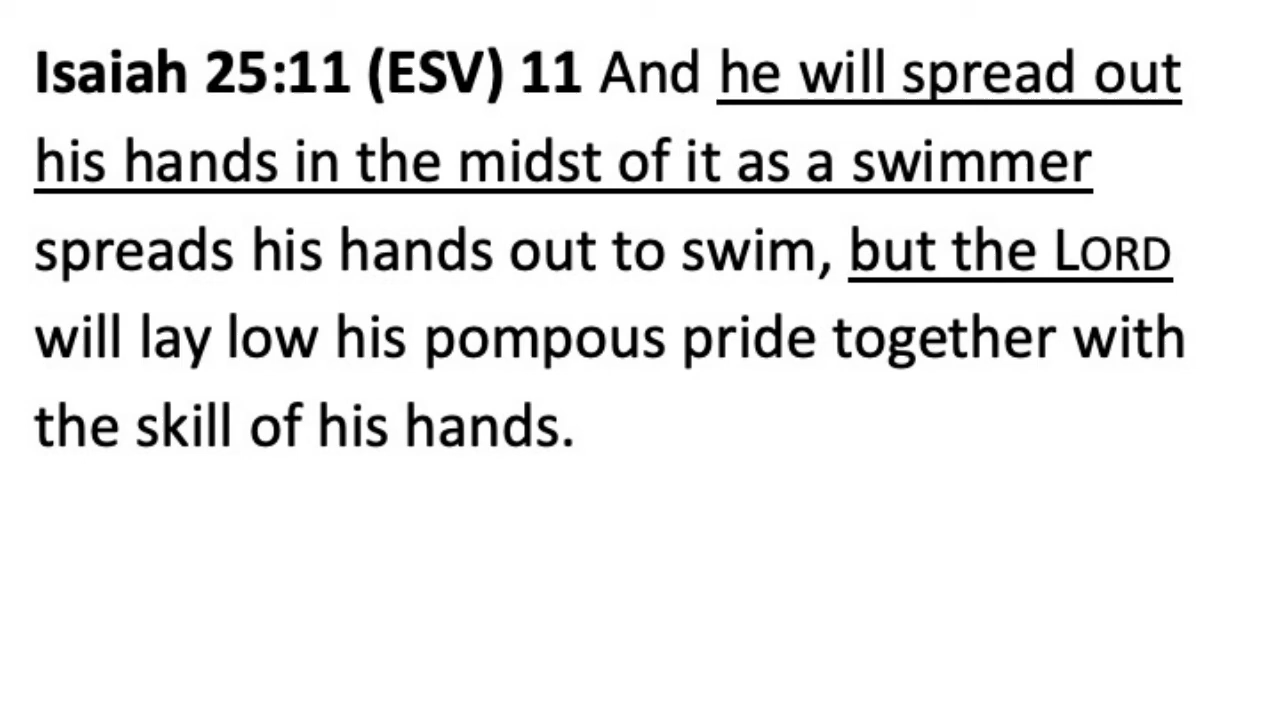 Isaiah 25:11 (ESV) 11 And he will spread out
his hands in the midst of it as a swimmer
spreads his hands out to swim, but the LORD
will lay low his pompous pride together with
the skill of his hands.